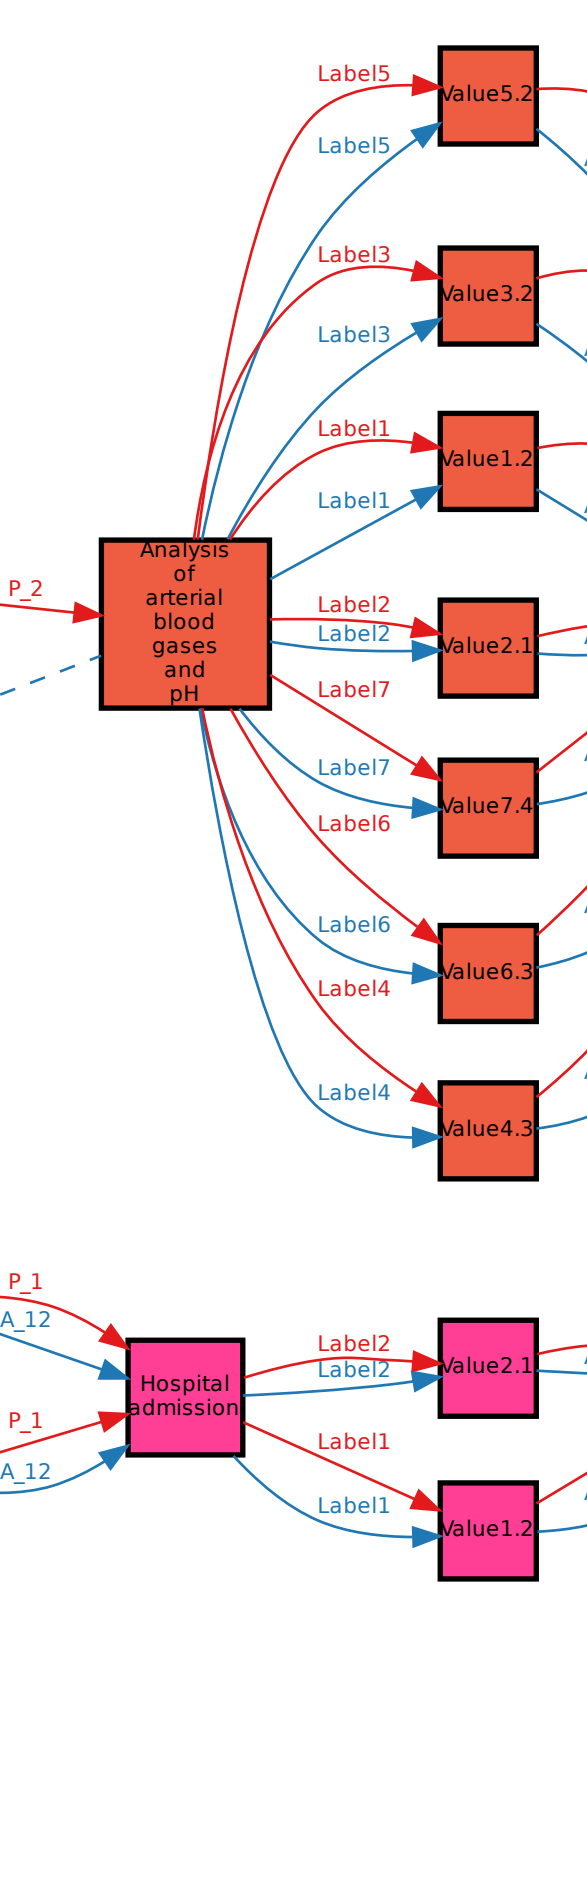 Label5
Value5.2
Label5
Label3
Value3.2
Label3
Label1
Value1.2
Label1
Analysis
of
arterial
blood
gases
and
pH
P_2
Label2
Label2
Value2.1
Label7
Label7
Value7.4
Label6
Label6
Value6.3
Label4
Label4
Value4.3
P_1
A_12
P_1
A_12
Hospital
admission
Label2
Label2
Value2.1
Label1
Label1
Value1.2